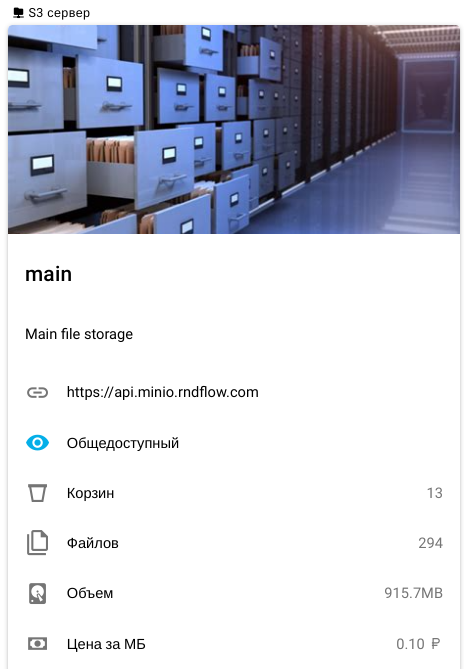 S3 сервер
main
Main file storage
https://api.minio.rndflow.com
Общедоступный
Корзин 13
Файлов 294
Объем 915.7MB
Цена за МБ 0.10 ₽